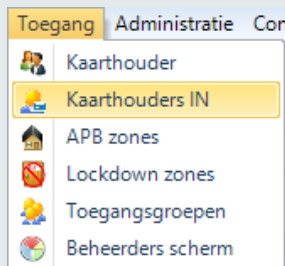 Toegang Administratie
Kaarthouder
Kaarthouders IN
APB zones
Lockdown zones
Toegangsgroepen
Beheerders scherm